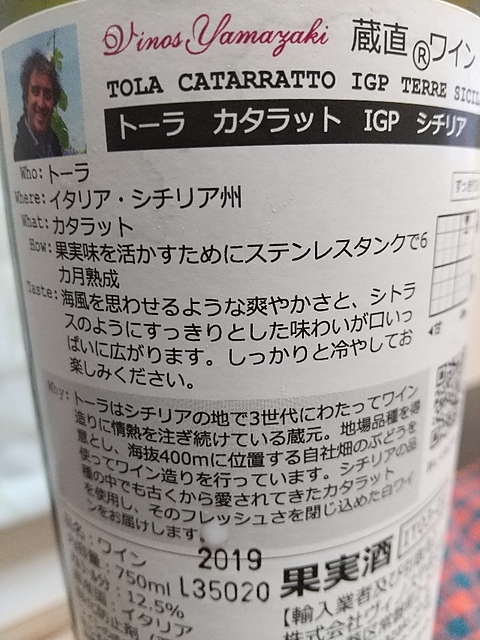 Vinos Yamazaki 蔵直®ワイン
TOLA CATARRATTO IGP TERRE SICIL
トーラ カタラット IGP シチリア
Who: トーラ
Where: イタリア・シチリア州
What: カタラット
How: 果実味を活かすためにステンレスタンクで6
カ月熟成
Taste: 海風を思わせるような爽やかさと、シトラ
スのようにすっきりとした味わいが口いっ
ぱいに広がります。しっかりと冷やしてお
楽しみください。
Why: トーラはシチリアの地で3世代にわたってワイン
造りに情熱を注ぎ続けている蔵元。地場品種を得
意とし、海抜400mに位置する自社畑のぶどうを
使ってワイン造りを行っています。シチリアの品
種の中でも古くから愛されてきたカタラット
を使用し、そのフレッシュさを閉じ込めた白ワイ
ンをお届けします。
品名：ワイン
2019
内容量：750ml L35020
果実酒
12.5%
イタリア
【輸入業者及び引
株式会社ヴィ